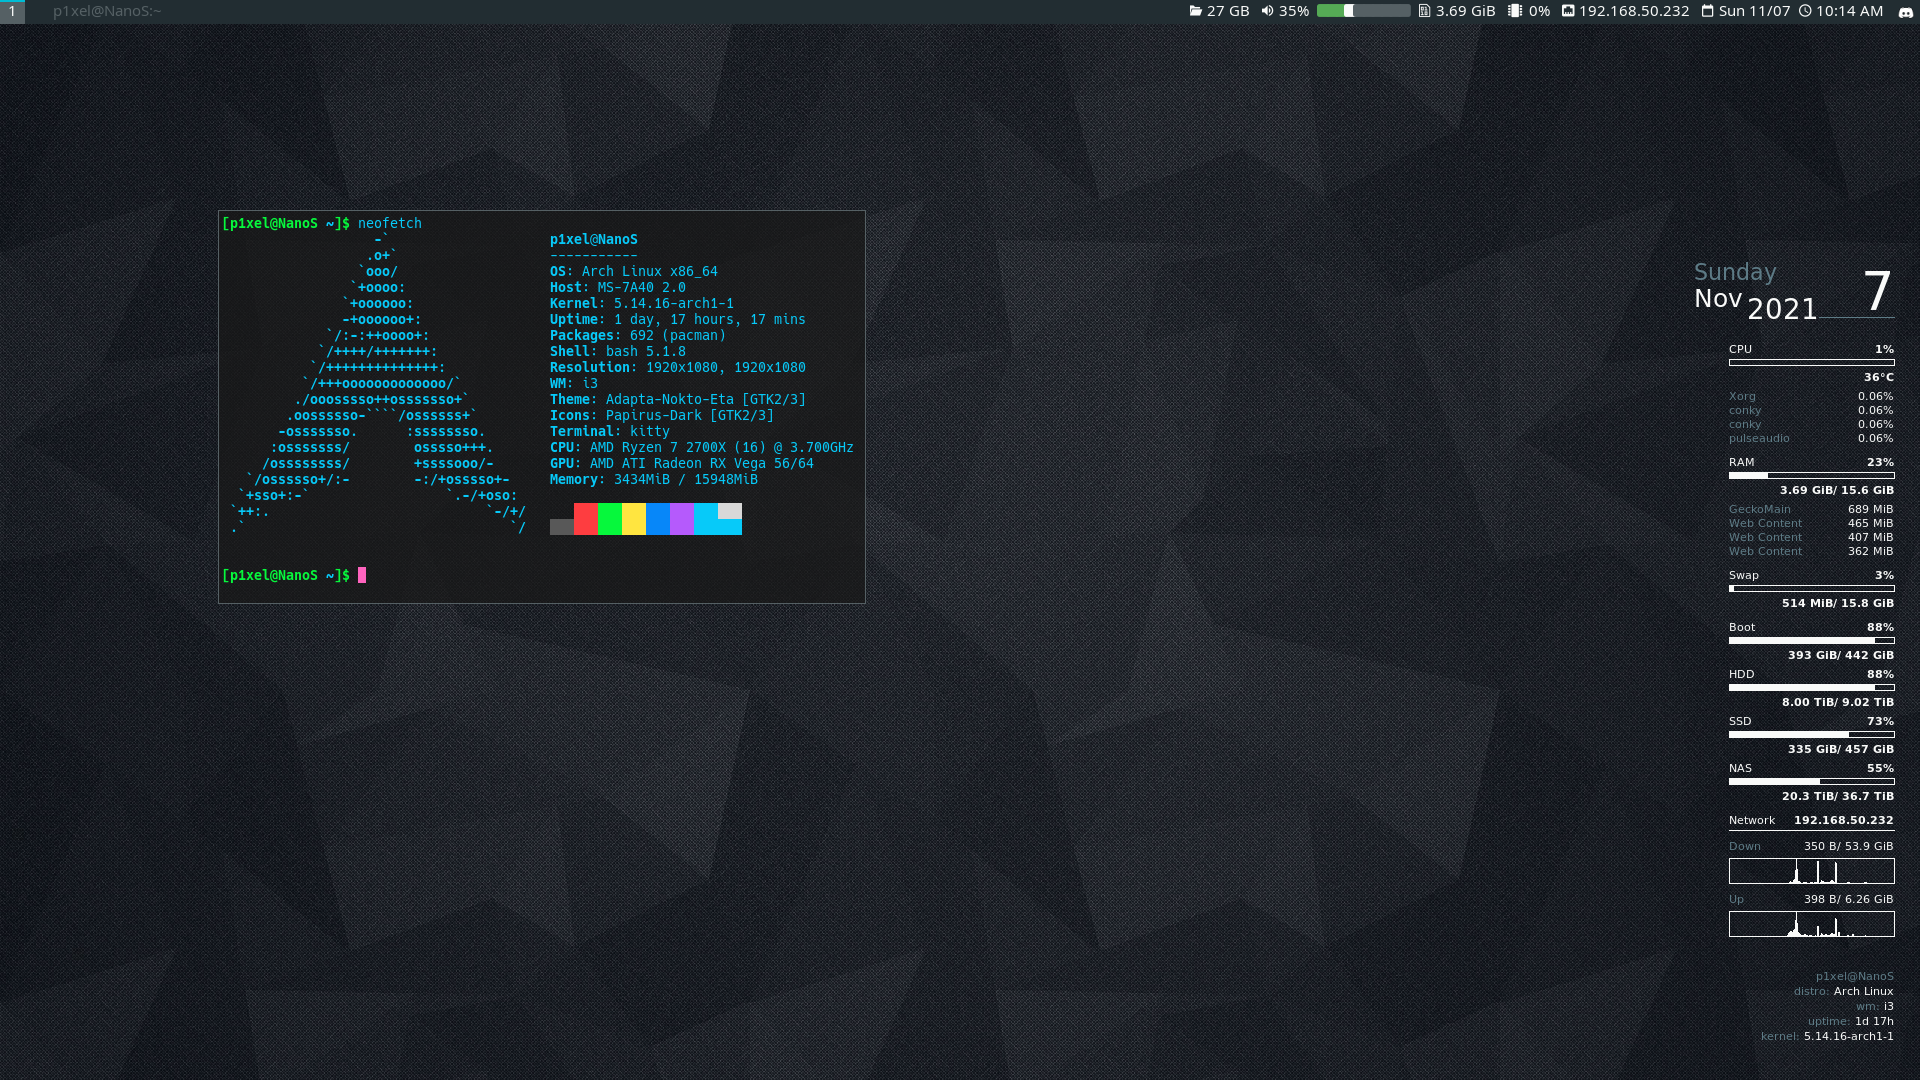 1 p1xel@NanoS:~ 27 GB 35% 3.69 GiB 0% 192.168.50.232 Sun 11/07 10:14 AM
[p1xel@NanoS ~]$ neofetch
                   -`
                  .o+`
                 `ooo/
                `+oooo:
               `+oooooo:
               -+oooooo+:
             `/:-:++oooo+:
            `/++++/+++++++:
           `/++++++++++++++:
          `/+++ooooooooooooo/`
         ./ooosssso++osssssso+`
        .oossssso-````/ossssss+`
       -osssssso.      :ssssssso.
      :osssssss/        osssso+++.
     /ossssssss/        +ssssooo/-
   `/ossssso+/:-        -:/+osssso+-
  `+sso+:-`                 `.-/+oso:
 `++:.                           `-/+/
 .`                                 `/
p1xel@NanoS
-----------
OS: Arch Linux x86_64
Host: MS-7A40 2.0
Kernel: 5.14.16-arch1-1
Uptime: 1 day, 17 hours, 17 mins
Packages: 692 (pacman)
Shell: bash 5.1.8
Resolution: 1920x1080, 1920x1080
WM: i3
Theme: Adapta-Nokto-Eta [GTK2/3]
Icons: Papirus-Dark [GTK2/3]
Terminal: kitty
CPU: AMD Ryzen 7 2700X (16) @ 3.700GHz
GPU: AMD ATI Radeon RX Vega 56/64
Memory: 3434MiB / 15948MiB
[p1xel@NanoS ~]$
Sunday
Nov 2021 7
CPU 1%
36°C
Xorg 0.06%
conky 0.06%
conky 0.06%
pulseaudio 0.06%
RAM 23%
3.69 GiB/ 15.6 GiB
GeckoMain 689 MiB
Web Content 465 MiB
Web Content 407 MiB
Web Content 362 MiB
Swap 3%
514 MiB/ 15.8 GiB
Boot 88%
393 GiB/ 442 GiB
HDD 88%
8.00 TiB/ 9.02 TiB
SSD 73%
335 GiB/ 457 GiB
NAS 55%
20.3 TiB/ 36.7 TiB
Network 192.168.50.232
Down 350 B/ 53.9 GiB
Up 398 B/ 6.26 GiB
p1xel@NanoS
distro: Arch Linux
wm: i3
uptime: 1d 17h
kernel: 5.14.16-arch1-1